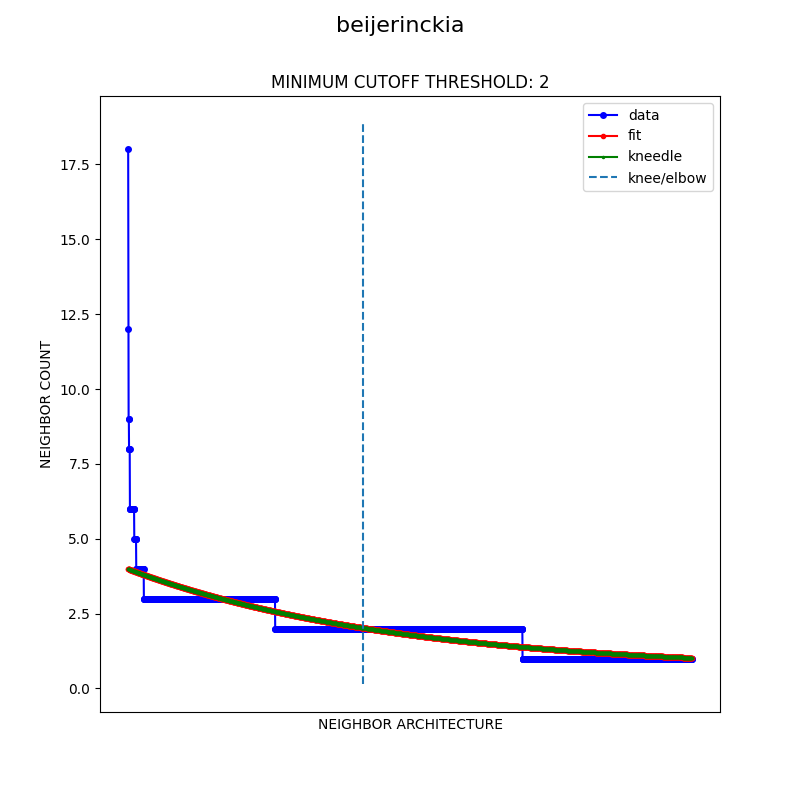 beijerinckia
MINIMUM CUTOFF THRESHOLD: 2
data
fit
kneedle
knee/elbow
17.5
15.0
12.5
10.0
7.5
5.0
2.5
0.0
NEIGHBOR COUNT
NEIGHBOR ARCHITECTURE